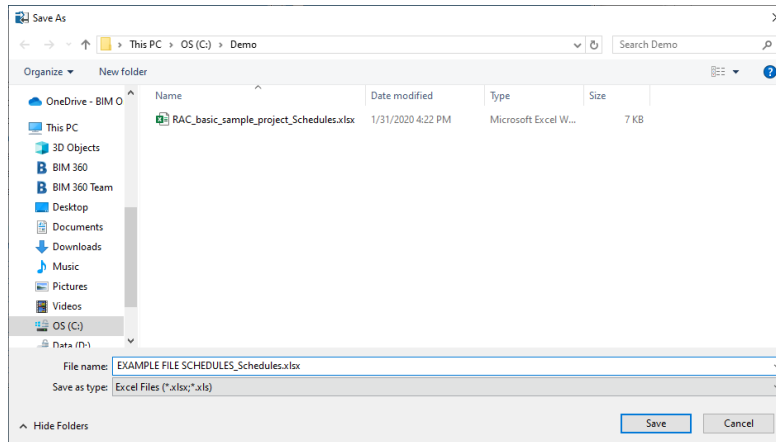 Save As
This PC > OS (C:) > Demo
Search Demo
Organize
New folder
Name
Date modified
Type
Size
RAC_basic_sample_project_Schedules.xlsx
1/31/2020 4:22 PM
Microsoft Excel W...
7 KB
OneDrive - BIM O
This PC
3D Objects
BIM 360
BIM 360 Team
Desktop
Documents
Downloads
Music
Pictures
Videos
OS (C:)
Data (D:)
File name: EXAMPLE FILE SCHEDULES_Schedules.xlsx
Save as type: Excel Files (*.xlsx;*.xls)
Hide Folders
Save
Cancel